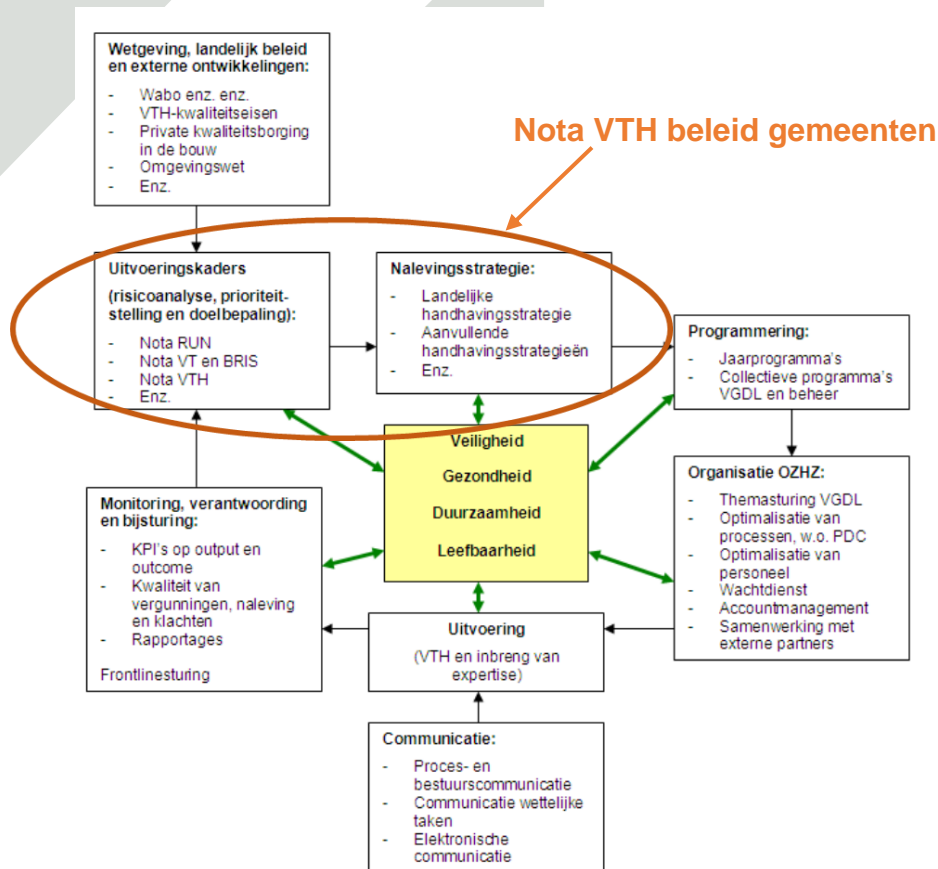 Wetgeving, landelijk beleid
en externe ontwikkelingen:
- Wabo enz. enz.
- VTH-kwaliteitseisen
- Private kwaliteitsborging
in de bouw
- Omgevingswet
- Enz.
Nota VTH beleid gemeenten
Uitvoeringskaders
(risicoanalyse, prioriteit-
stelling en doelbepaling):
- Nota RUN
- Nota VT en BRIS
- Nota VTH
- Enz.
Nalevingsstrategie:
- Landelijke
handhavingsstrategie
- Aanvullende
handhavingsstrategieën
- Enz.
Programmering:
- Jaarprogramma's
- Collectieve programma's
VGDL en beheer
Veiligheid
Gezondheid
Duurzaamheid
Leefbaarheid
Organisatie OZHZ:
- Themasturing VGDL
- Optimalisatie van
processen, w.o. PDC
- Optimalisatie van
personeel
- Wachtdienst
- Accountmanagement
- Samenwerking met
externe partners
Monitoring, verantwoording
en bijsturing:
- KPI's op output en
outcome
- Kwaliteit van
vergunningen, naleving
en klachten
- Rapportages
Frontlinesturing
Uitvoering
(VTH en inbreng van
expertise)
Communicatie:
- Proces- en
bestuurscommunicatie
- Communicatie wettelijke
taken
- Elektronische
communicatie